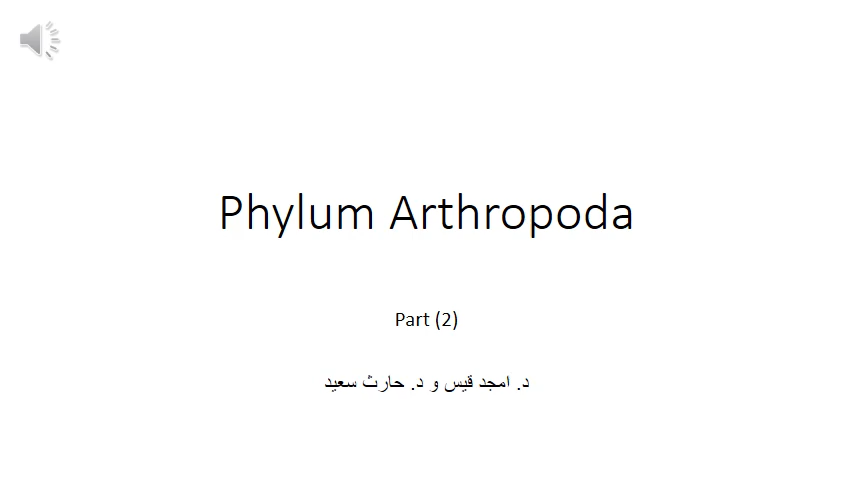 Phylum Arthropoda
Part (2)
د. امجد قيس و د. حارث سعيد